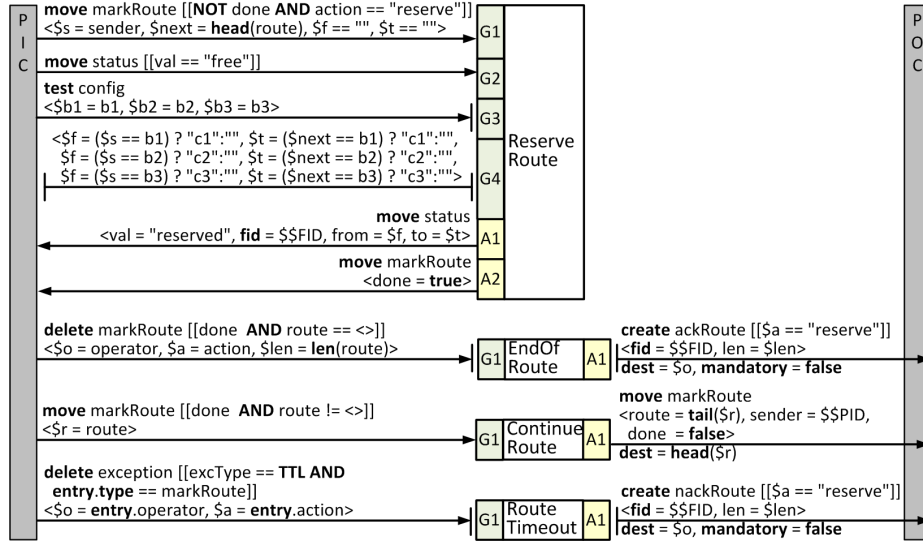 PIC
POC
move markRoute [[NOT done AND action == "reserve"]]
<$s = sender, $next = head(route), $f == "", $t == "">
G1
move status [[val == "free"]]
G2
test config
<$b1 = b1, $b2 = b2, $b3 = b3>
G3
<$f = ($s == b1) ? "c1":"", $t = ($next == b1) ? "c1":"",
$f = ($s == b2) ? "c2":"", $t = ($next == b2) ? "c2":"",
$f = ($s == b3) ? "c3":"", $t = ($next == b3) ? "c3":"">
G4
Reserve
Route
move status
<val = "reserved", fid = $$FID, from = $f, to = $t>
A1
move markRoute
<done = true>
A2
delete markRoute [[done AND route == <>]]
<$o = operator, $a = action, $len = len(route)>
G1
EndOf
Route
A1
create ackRoute [[$a == "reserve"]]
<fid = $$FID, len = $len>
dest = $o, mandatory = false
move markRoute [[done AND route != <>]]
<$r = route>
G1
Continue
Route
A1
move markRoute
<route = tail($r), sender = $$PID,
done = false>
dest = head($r)
delete exception [[excType == TTL AND
entry.type == markRoute]]
<$o = entry.operator, $a = entry.action>
G1
Route
Timeout
A1
create nackRoute [[$a == "reserve"]]
<fid = $$FID, len = $len>
dest = $o, mandatory = false